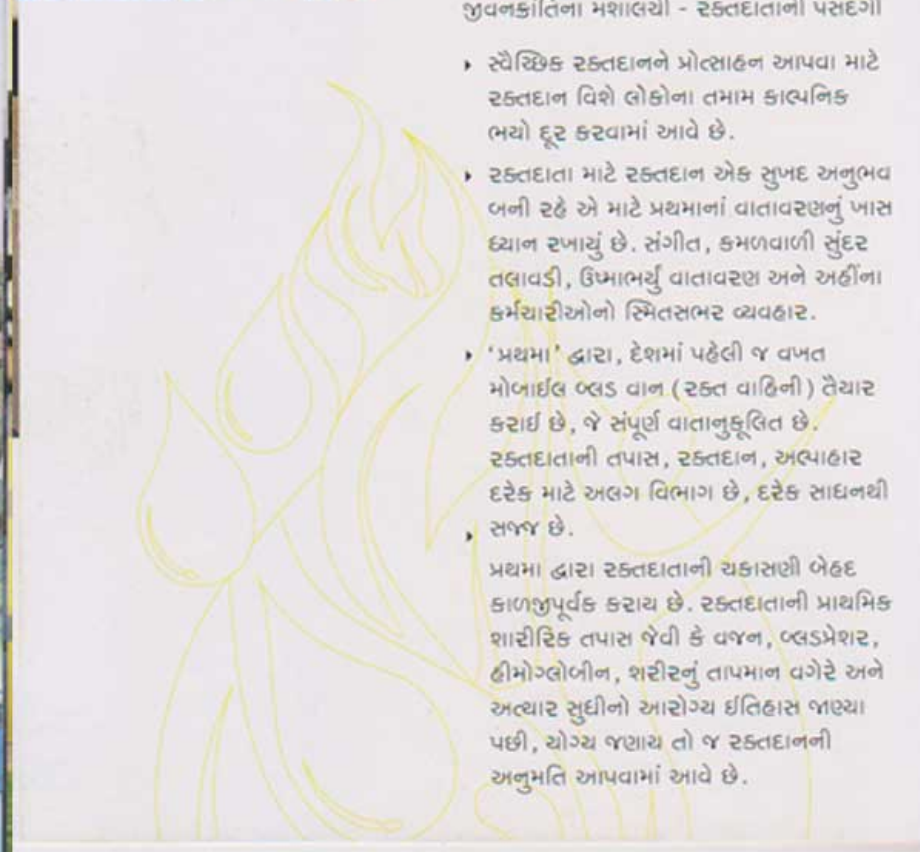 જીવનક્રાંતિના મશાલચી - રક્તદાતાની પસંદગી
‣ સ્વૈચ્છિક રક્તદાનને પ્રોત્સાહન આપવા માટે
રક્તદાન વિશે લોકોના તમામ કાલ્પનિક
ભયો દૂર કરવામાં આવે છે.
‣ રક્તદાતા માટે રક્તદાન એક સુખદ અનુભવ
બની રહે એ માટે પ્રથમાનાં વાતાવરણનું ખાસ
ધ્યાન રખાયું છે. સંગીત, કમળવાળી સુંદર
તલાવડી, ઉષ્માભર્યું વાતાવરણ અને અહીંના
કર્મચારીઓનો સ્મિતસભર વ્યવહાર.
‣ 'પ્રથમા' દ્વારા, દેશમાં પહેલી જ વખત
મોબાઈલ બ્લડ વાન (રક્ત વાહિની) તૈયાર
કરાઈ છે, જે સંપૂર્ણ વાતાનુકૂલિત છે.
રક્તદાતાની તપાસ, રક્તદાન, અલ્પાહાર
દરેક માટે અલગ વિભાગ છે, દરેક સાધનથી
‣ સજ્જ છે.
પ્રથમા દ્વારા રક્તદાતાની ચકાસણી બેહદ
કાળજીપૂર્વક કરાય છે. રક્તદાતાની પ્રાથમિક
શારીરિક તપાસ જેવી કે વજન, બ્લડપ્રેશર,
હીમોગ્લોબીન, શરીરનું તાપમાન વગેરે અને
અત્યાર સુધીનો આરોગ્ય ઈતિહાસ જાણ્યા
પછી, યોગ્ય જણાય તો જ રક્તદાનની
અનુમતિ આપવામાં આવે છે.